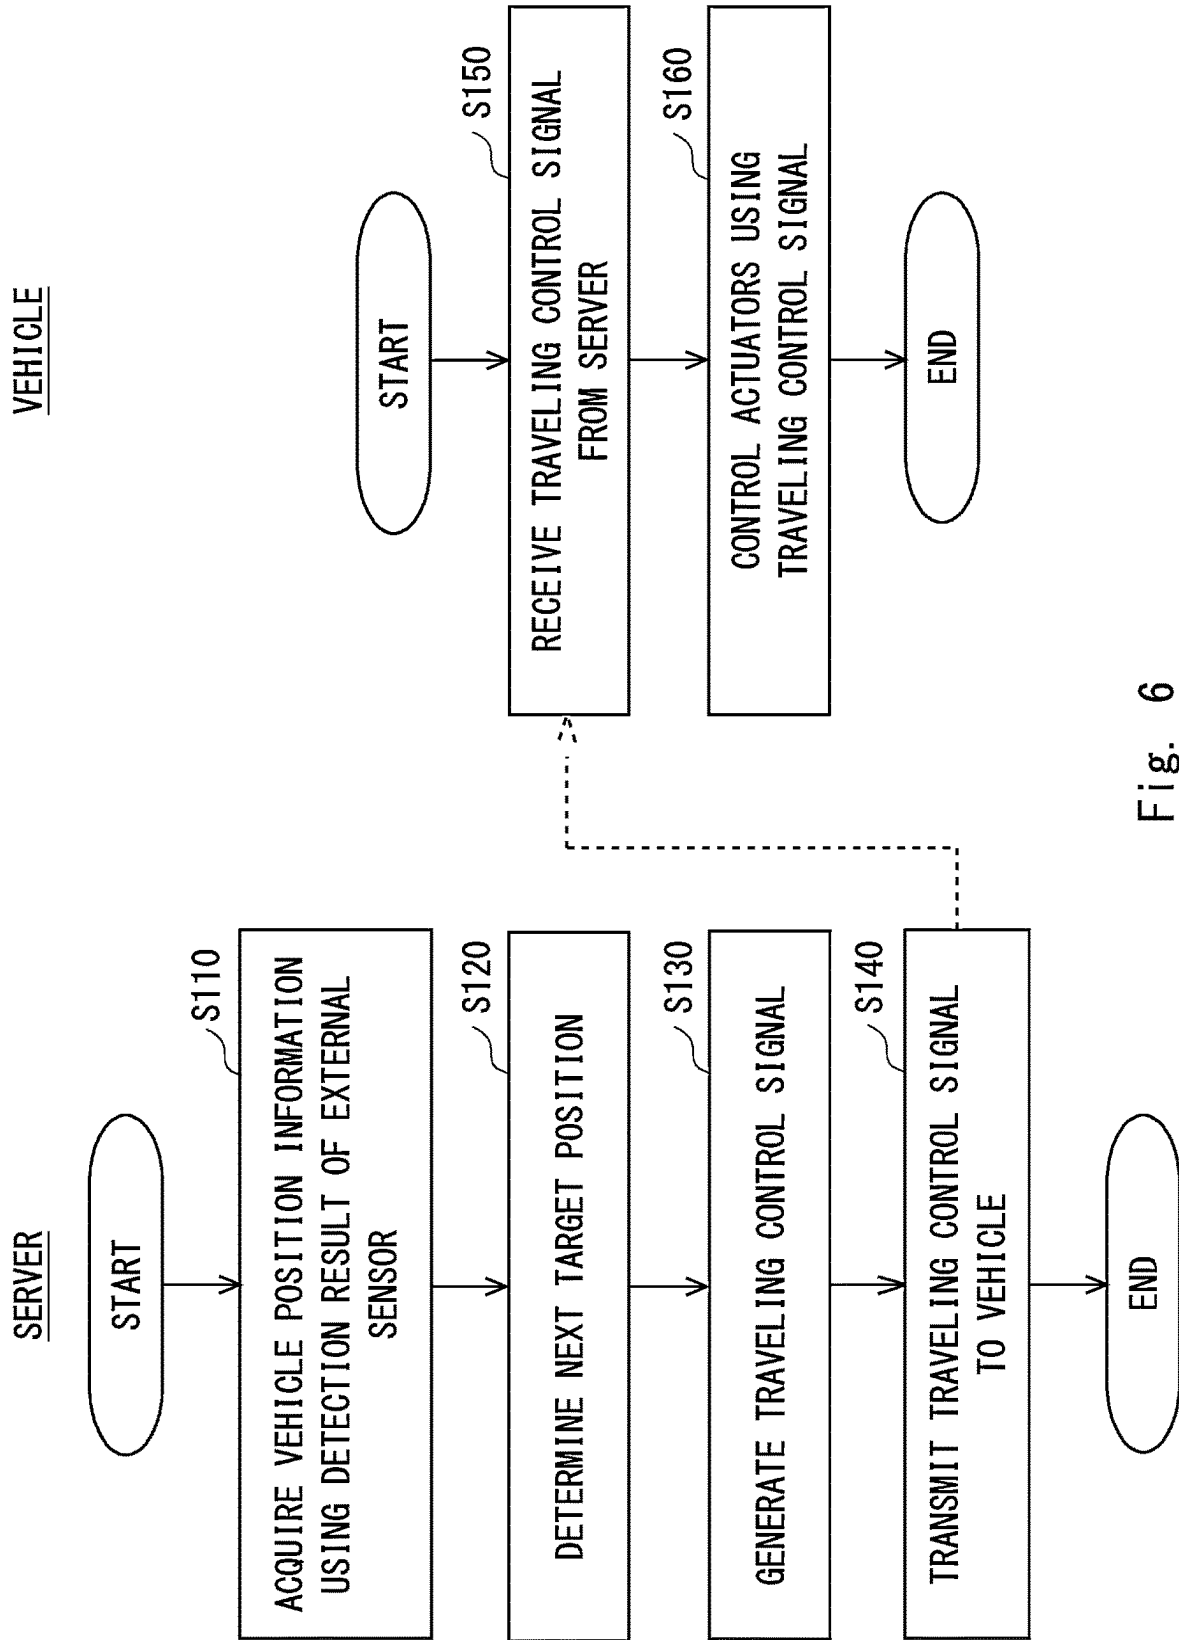 SERVER
START
S110
ACQUIRE VEHICLE POSITION INFORMATION
USING DETECTION RESULT OF EXTERNAL
SENSOR
S120
DETERMINE NEXT TARGET POSITION
S130
GENERATE TRAVELING CONTROL SIGNAL
S140
TRANSMIT TRAVELING CONTROL SIGNAL
TO VEHICLE
END
VEHICLE
START
S150
RECEIVE TRAVELING CONTROL SIGNAL
FROM SERVER
S160
CONTROL ACTUATORS USING
TRAVELING CONTROL SIGNAL
END
Fig. 6